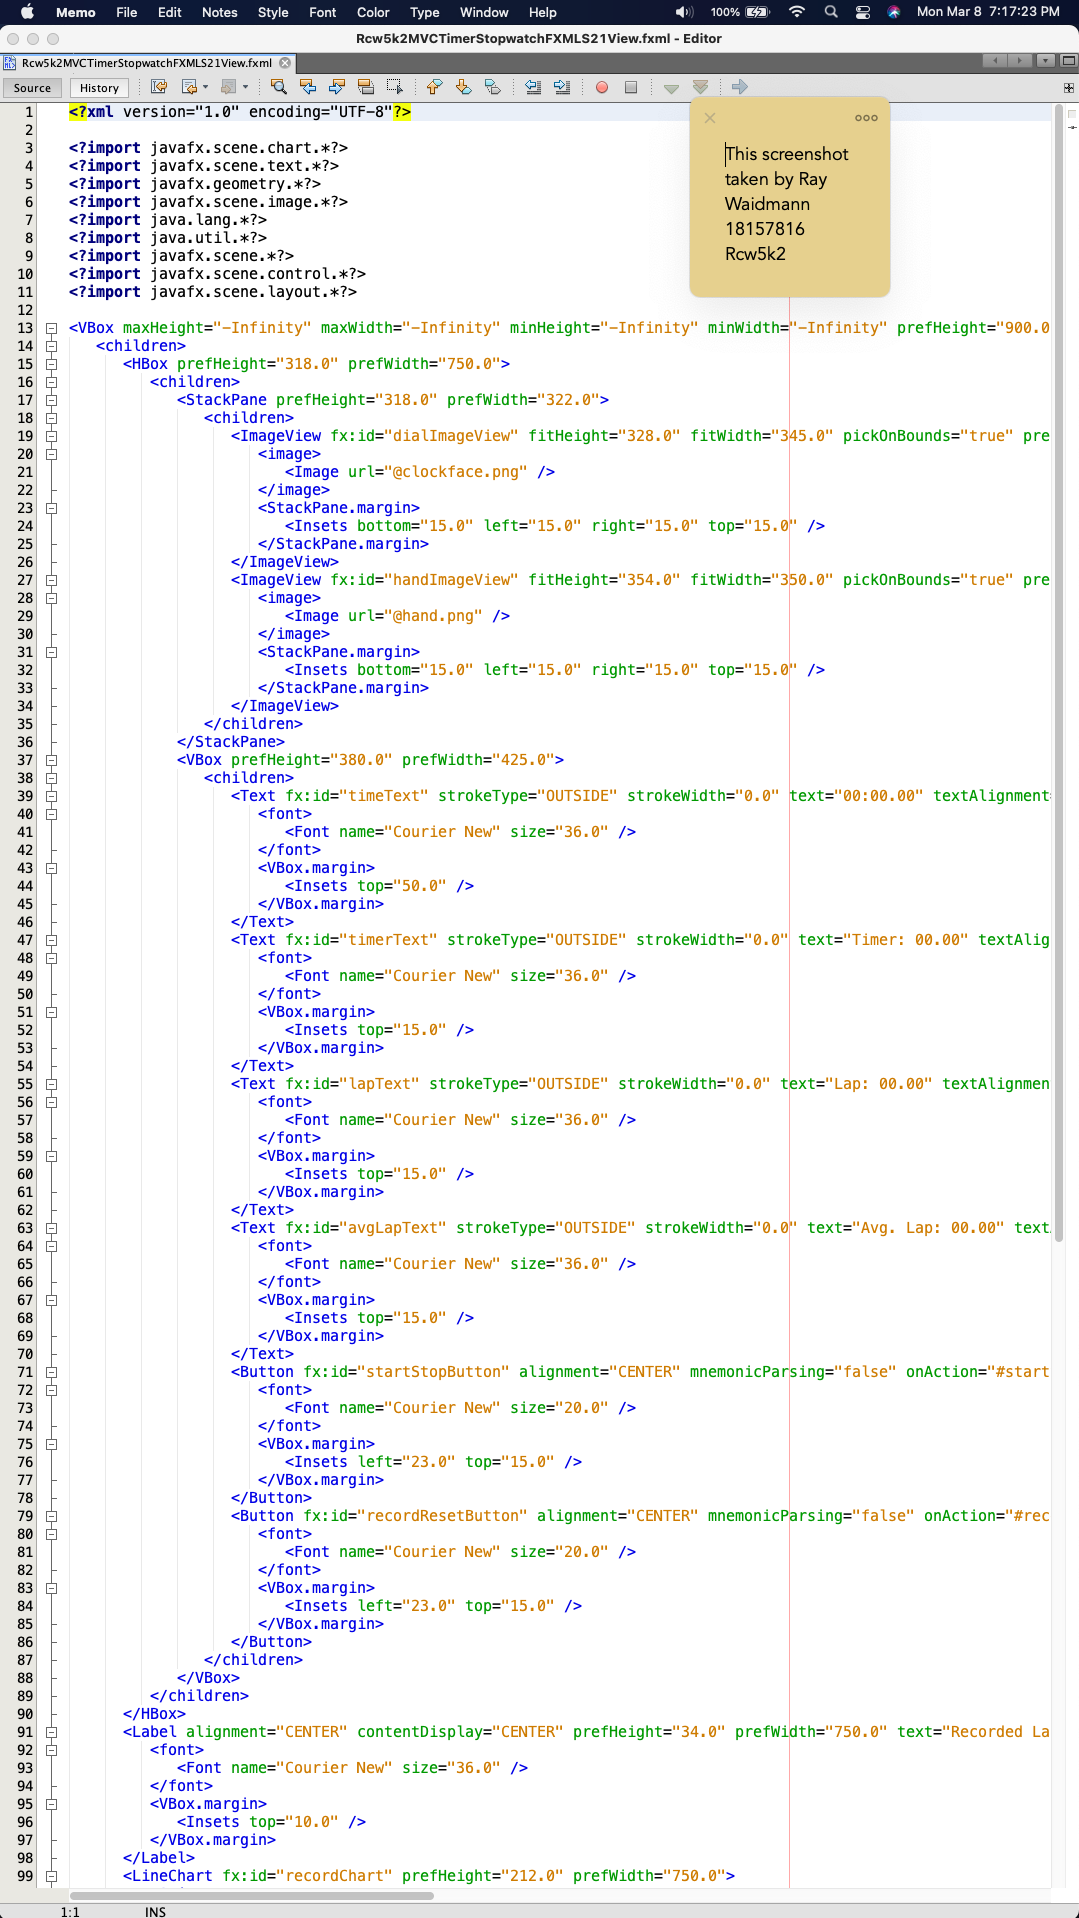 Memo File Edit Notes Style Font Color Type Window Help 100% Mon Mar 8 7:17:23 PM
Rcw5k2MVCTimerStopwatchFXMLS21View.fxml - Editor
Rcw5k2MVCTimerStopwatchFXMLS21View.fxml
Source History
1 <?xml version="1.0" encoding="UTF-8"?>
2
3 <?import javafx.scene.chart.*?>
4 <?import javafx.scene.text.*?>
5 <?import javafx.geometry.*?>
6 <?import javafx.scene.image.*?>
7 <?import java.lang.*?>
8 <?import java.util.*?>
9 <?import javafx.scene.*?>
10 <?import javafx.scene.control.*?>
11 <?import javafx.scene.layout.*?>
12
This screenshot
taken by Ray
Waidmann
18157816
Rcw5k2
13 <VBox maxHeight="-Infinity" maxWidth="-Infinity" minHeight="-Infinity" minWidth="-Infinity" prefHeight="900.0
14 <children>
15 <HBox prefHeight="318.0" prefWidth="750.0">
16 <children>
17 <StackPane prefHeight="318.0" prefWidth="322.0">
18 <children>
19 <ImageView fx:id="dialImageView" fitHeight="328.0" fitWidth="345.0" pickOnBounds="true" pre
20 <image>
21 <Image url="@clockface.png" />
22 </image>
23 <StackPane.margin>
24 <Insets bottom="15.0" left="15.0" right="15.0" top="15.0" />
25 </StackPane.margin>
26 </ImageView>
27 <ImageView fx:id="handImageView" fitHeight="354.0" fitWidth="350.0" pickOnBounds="true" pre
28 <image>
29 <Image url="@hand.png" />
30 </image>
31 <StackPane.margin>
32 <Insets bottom="15.0" left="15.0" right="15.0" top="15.0" />
33 </StackPane.margin>
34 </ImageView>
35 </children>
36 </StackPane>
37 <VBox prefHeight="380.0" prefWidth="425.0">
38 <children>
39 <Text fx:id="timeText" strokeType="OUTSIDE" strokeWidth="0.0" text="00:00.00" textAlignment
40 <font>
41 <Font name="Courier New" size="36.0" />
42 </font>
43 <VBox.margin>
44 <Insets top="50.0" />
45 </VBox.margin>
46 </Text>
47 <Text fx:id="timerText" strokeType="OUTSIDE" strokeWidth="0.0" text="Timer: 00.00" textAlig
48 <font>
49 <Font name="Courier New" size="36.0" />
50 </font>
51 <VBox.margin>
52 <Insets top="15.0" />
53 </VBox.margin>
54 </Text>
55 <Text fx:id="lapText" strokeType="OUTSIDE" strokeWidth="0.0" text="Lap: 00.00" textAlignmen
56 <font>
57 <Font name="Courier New" size="36.0" />
58 </font>
59 <VBox.margin>
60 <Insets top="15.0" />
61 </VBox.margin>
62 </Text>
63 <Text fx:id="avgLapText" strokeType="OUTSIDE" strokeWidth="0.0" text="Avg. Lap: 00.00" text
64 <font>
65 <Font name="Courier New" size="36.0" />
66 </font>
67 <VBox.margin>
68 <Insets top="15.0" />
69 </VBox.margin>
70 </Text>
71 <Button fx:id="startStopButton" alignment="CENTER" mnemonicParsing="false" onAction="#start
72 <font>
73 <Font name="Courier New" size="20.0" />
74 </font>
75 <VBox.margin>
76 <Insets left="23.0" top="15.0" />
77 </VBox.margin>
78 </Button>
79 <Button fx:id="recordResetButton" alignment="CENTER" mnemonicParsing="false" onAction="#rec
80 <font>
81 <Font name="Courier New" size="20.0" />
82 </font>
83 <VBox.margin>
84 <Insets left="23.0" top="15.0" />
85 </VBox.margin>
86 </Button>
87 </children>
88 </VBox>
89 </children>
90 </HBox>
91 <Label alignment="CENTER" contentDisplay="CENTER" prefHeight="34.0" prefWidth="750.0" text="Recorded La
92 <font>
93 <Font name="Courier New" size="36.0" />
94 </font>
95 <VBox.margin>
96 <Insets top="10.0" />
97 </VBox.margin>
98 </Label>
99 <LineChart fx:id="recordChart" prefHeight="212.0" prefWidth="750.0">
1:1 INS